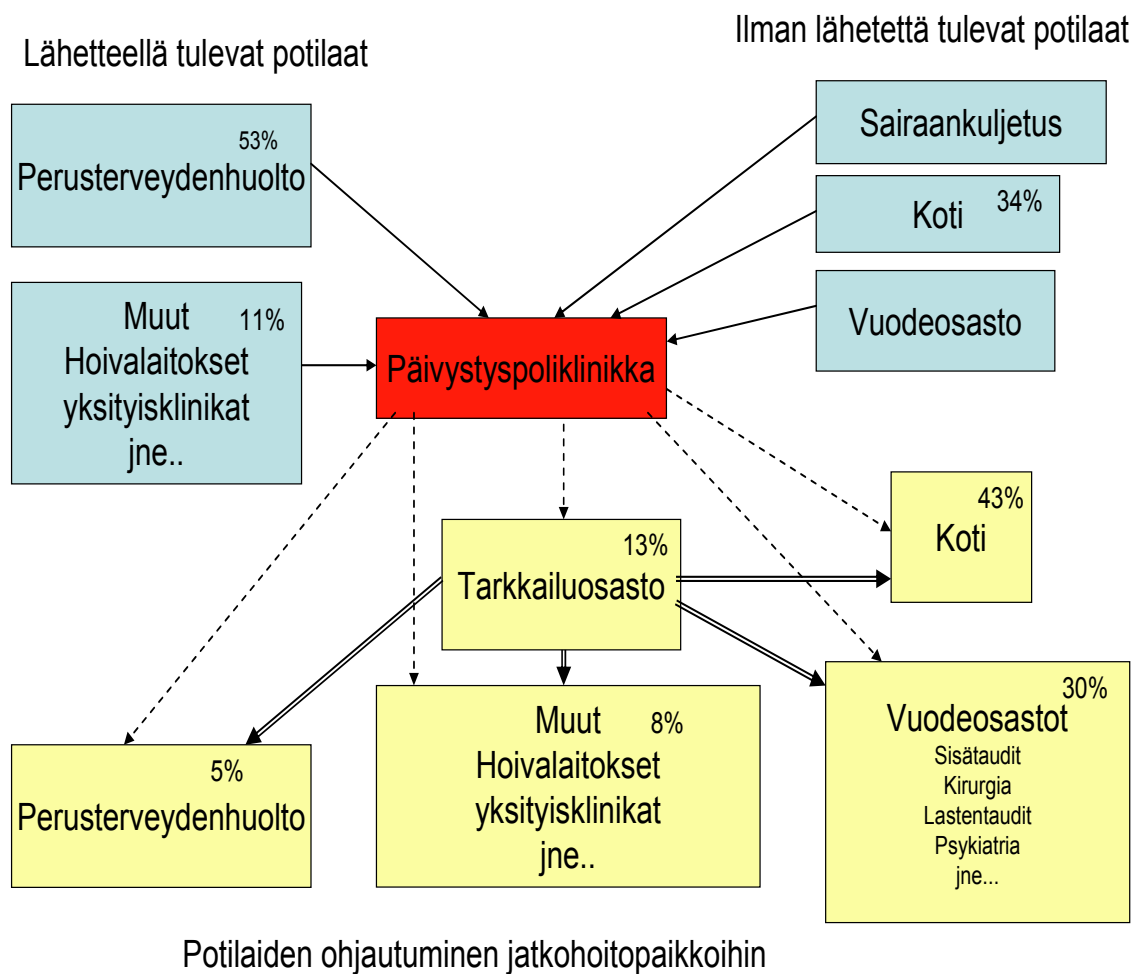 Lähetteellä tulevat potilaat
Ilman lähetettä tulevat potilaat
53%
Perusterveydenhuolto
Muut 11%
Hoivalaitokset
yksityisklinikat
jne..
Sairaankuljetus
Koti 34%
Vuodeosasto
Päivystyspoliklinikka
13%
Tarkkailuosasto
43%
Koti
5%
Perusterveydenhuolto
Muut 8%
Hoivalaitokset
yksityisklinikat
jne..
30%
Vuodeosastot
Sisätaudit
Kirurgia
Lastentaudit
Psykiatria
jne...
Potilaiden ohjautuminen jatkohoitopaikkoihin